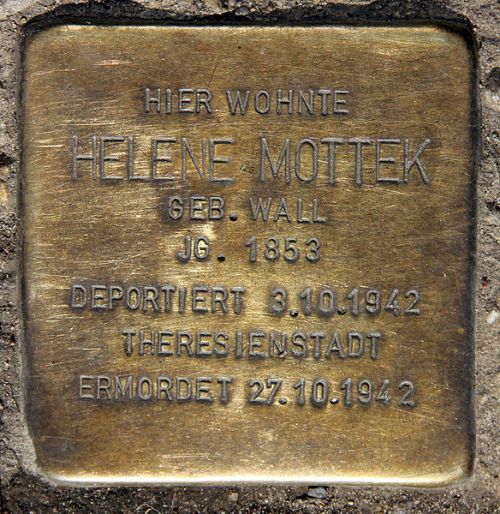 HIER WOHNTE
HELENE MOTTEK
GEB. WALL
JG. 1853
DEPORTIERT 3.10.1942
THERESIENSTADT
ERMORDET 27.10.1942